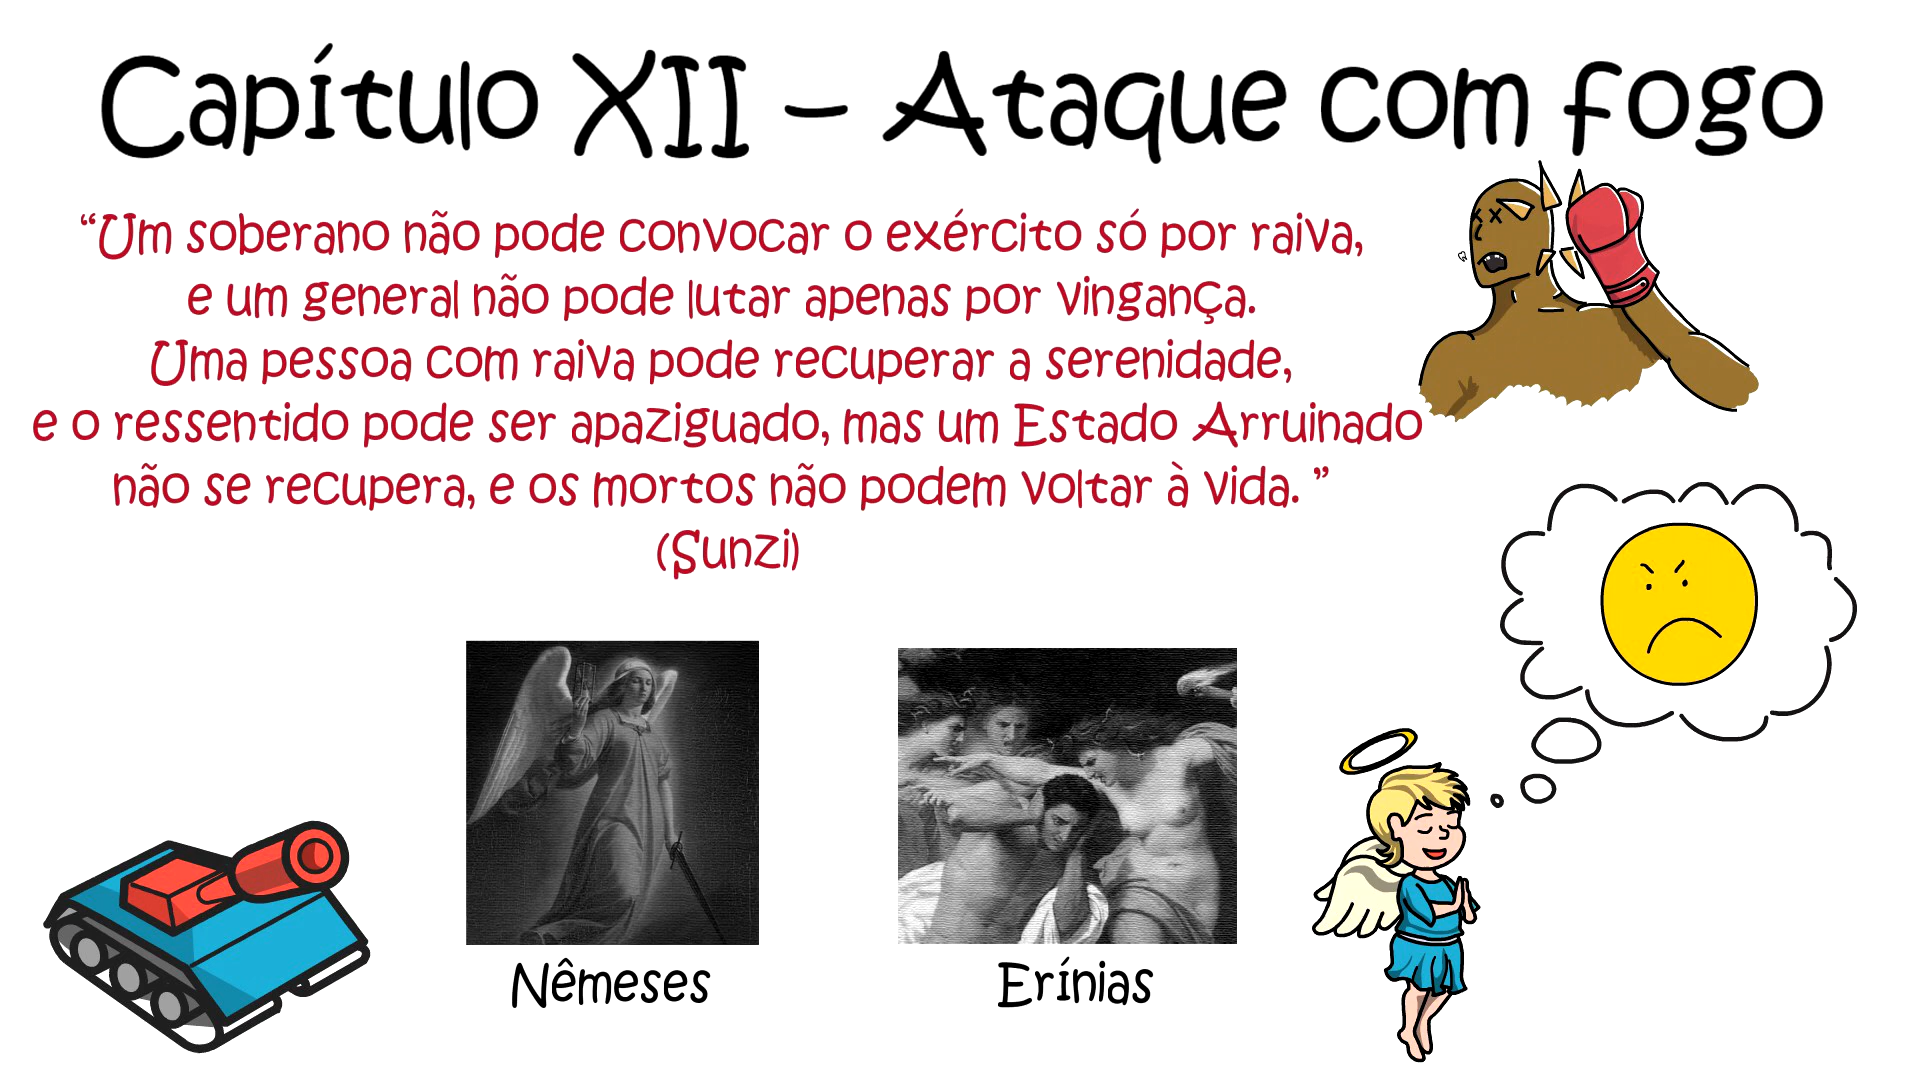 Capítulo XII – Ataque com fogo
“Um soberano não pode convocar o exército só por raiva,
e um general não pode lutar apenas por vingança.
Uma pessoa com raiva pode recuperar a serenidade,
e o ressentido pode ser apaziguado, mas um Estado Arruinado
não se recupera, e os mortos não podem voltar à vida. ”
(Sunzi)
Nêmeses
Erínias